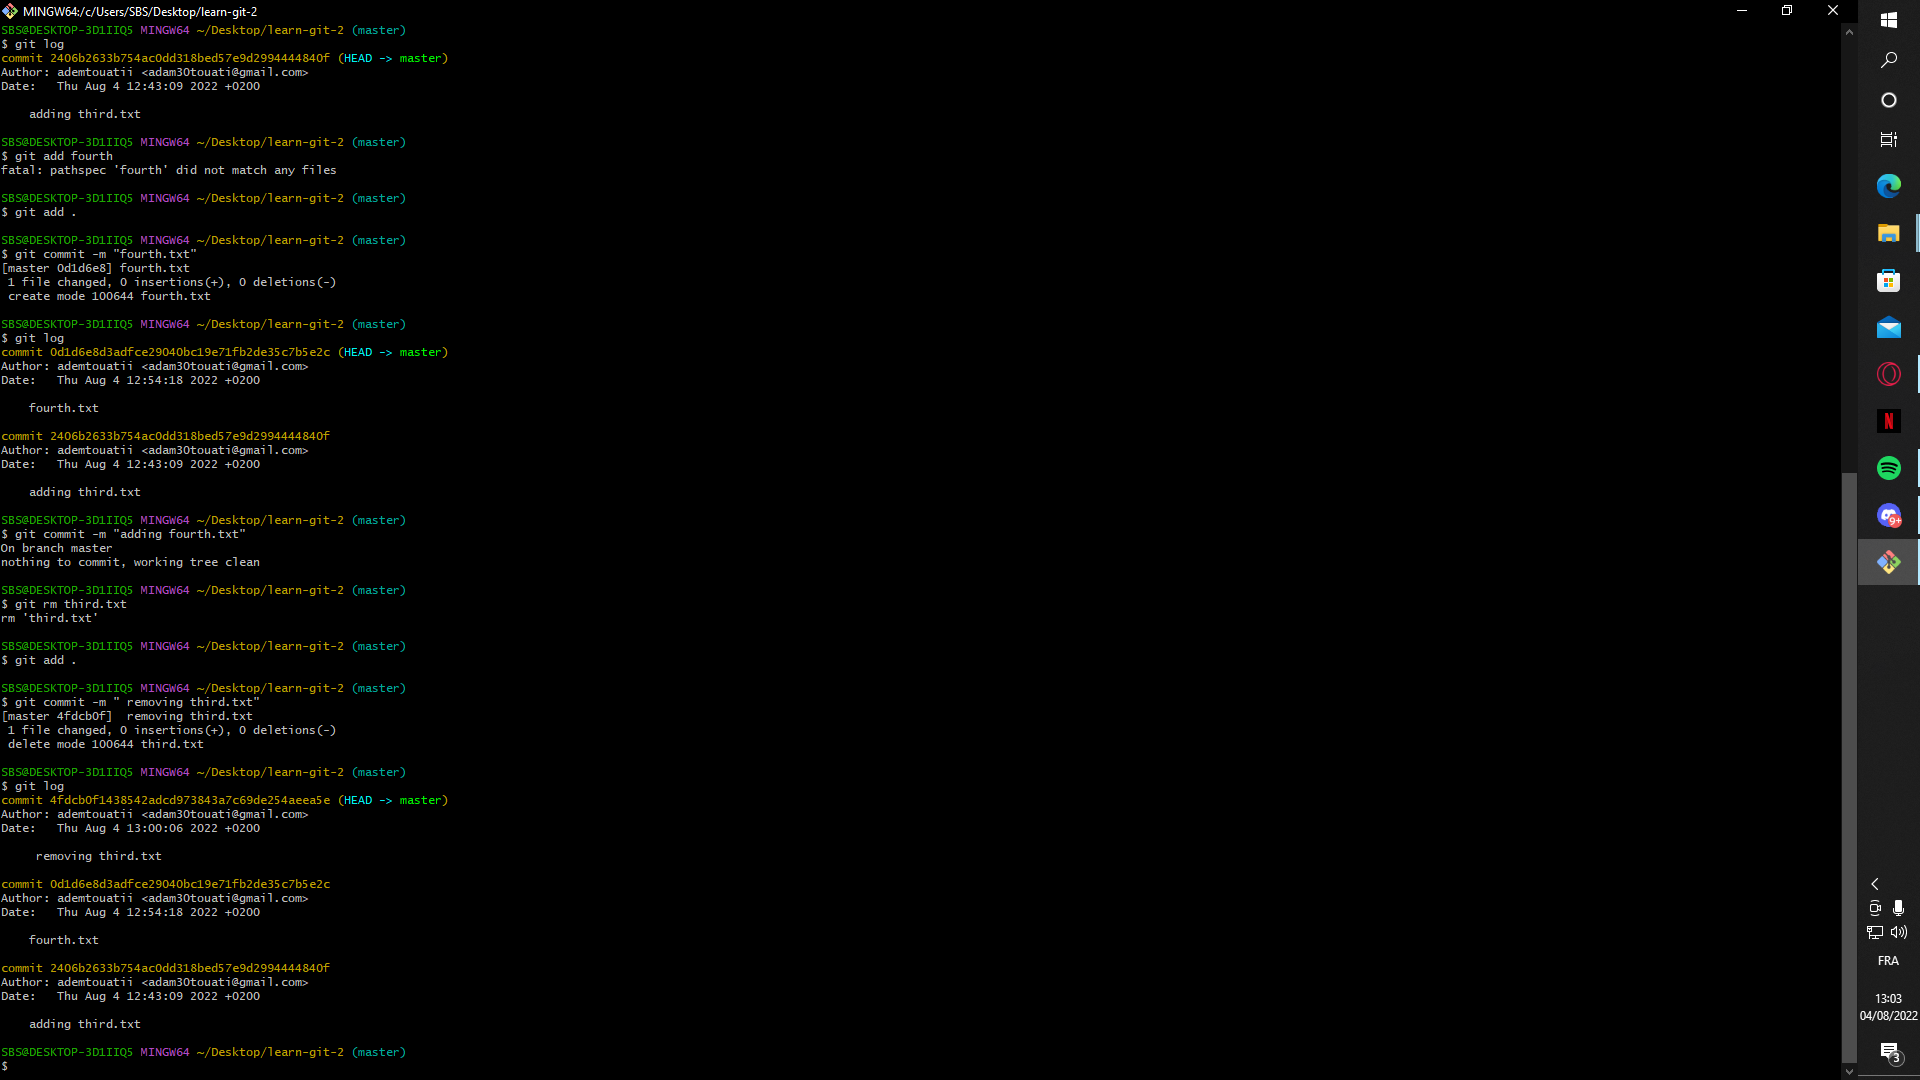 MINGW64:/c/Users/SBS/Desktop/learn-git-2
SBS@DESKTOP-3D1IIQ5 MINGW64 ~/Desktop/learn-git-2 (master)
$ git log
commit 2406b2633b754ac0dd318bed57e9d2994444840f (HEAD -> master)
Author: ademtouatii <adam30touati@gmail.com>
Date:   Thu Aug 4 12:43:09 2022 +0200
    adding third.txt
SBS@DESKTOP-3D1IIQ5 MINGW64 ~/Desktop/learn-git-2 (master)
$ git add fourth
fatal: pathspec 'fourth' did not match any files
SBS@DESKTOP-3D1IIQ5 MINGW64 ~/Desktop/learn-git-2 (master)
$ git add .
SBS@DESKTOP-3D1IIQ5 MINGW64 ~/Desktop/learn-git-2 (master)
$ git commit -m "fourth.txt"
[master 0d1d6e8] fourth.txt
 1 file changed, 0 insertions(+), 0 deletions(-)
 create mode 100644 fourth.txt
SBS@DESKTOP-3D1IIQ5 MINGW64 ~/Desktop/learn-git-2 (master)
$ git log
commit 0d1d6e8d3adfce29040bc19e71fb2de35c7b5e2c (HEAD -> master)
Author: ademtouatii <adam30touati@gmail.com>
Date:   Thu Aug 4 12:54:18 2022 +0200
    fourth.txt
commit 2406b2633b754ac0dd318bed57e9d2994444840f
Author: ademtouatii <adam30touati@gmail.com>
Date:   Thu Aug 4 12:43:09 2022 +0200
    adding third.txt
SBS@DESKTOP-3D1IIQ5 MINGW64 ~/Desktop/learn-git-2 (master)
$ git commit -m "adding fourth.txt"
On branch master
nothing to commit, working tree clean
SBS@DESKTOP-3D1IIQ5 MINGW64 ~/Desktop/learn-git-2 (master)
$ git rm third.txt
rm 'third.txt'
SBS@DESKTOP-3D1IIQ5 MINGW64 ~/Desktop/learn-git-2 (master)
$ git add .
SBS@DESKTOP-3D1IIQ5 MINGW64 ~/Desktop/learn-git-2 (master)
$ git commit -m " removing third.txt"
[master 4fdcb0f]  removing third.txt
 1 file changed, 0 insertions(+), 0 deletions(-)
 delete mode 100644 third.txt
SBS@DESKTOP-3D1IIQ5 MINGW64 ~/Desktop/learn-git-2 (master)
$ git log
commit 4fdcb0f1438542adcd973843a7c69de254aeea5e (HEAD -> master)
Author: ademtouatii <adam30touati@gmail.com>
Date:   Thu Aug 4 13:00:06 2022 +0200
     removing third.txt
commit 0d1d6e8d3adfce29040bc19e71fb2de35c7b5e2c
Author: ademtouatii <adam30touati@gmail.com>
Date:   Thu Aug 4 12:54:18 2022 +0200
    fourth.txt
commit 2406b2633b754ac0dd318bed57e9d2994444840f
Author: ademtouatii <adam30touati@gmail.com>
Date:   Thu Aug 4 12:43:09 2022 +0200
    adding third.txt
SBS@DESKTOP-3D1IIQ5 MINGW64 ~/Desktop/learn-git-2 (master)
$
N
9+
FRA
13:03
04/08/2022
3